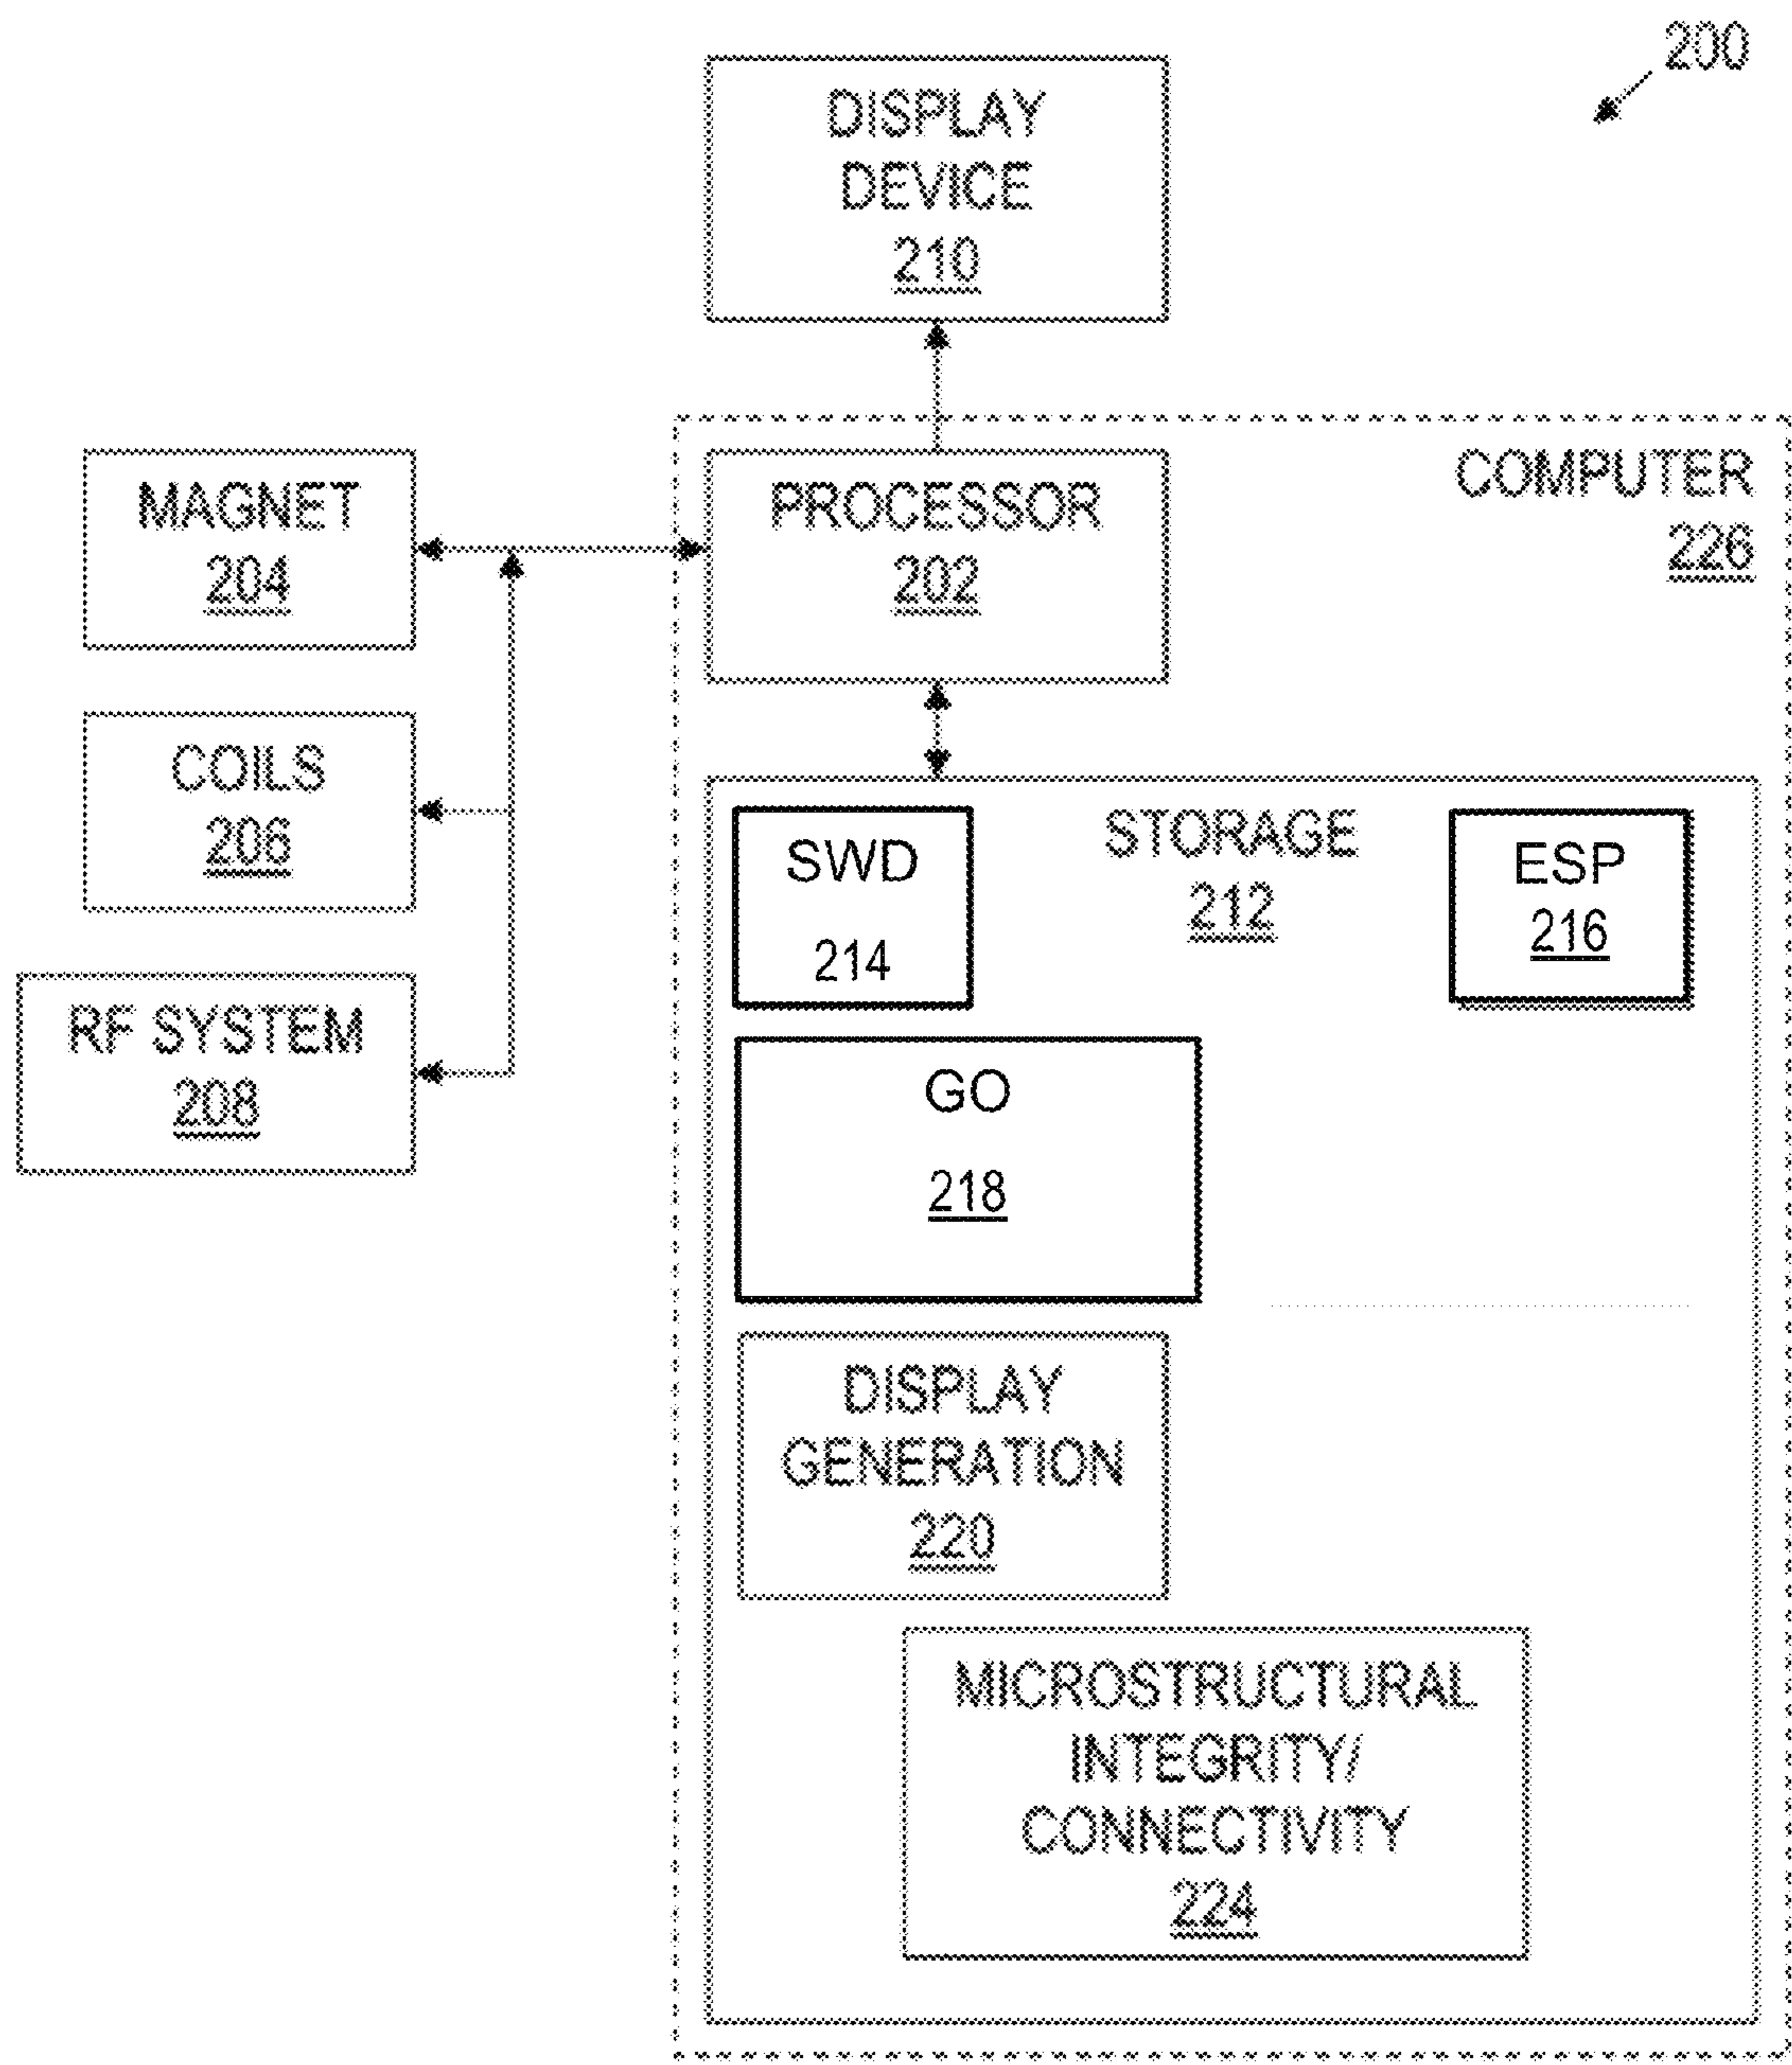 200
DISPLAY
DEVICE
210
MAGNET
204
PROCESSOR
202
COMPUTER
226
COILS
206
RF SYSTEM
208
SWD
214
STORAGE
212
ESP
216
GO
218
DISPLAY
GENERATION
220
MICROSTRUCTURAL
INTEGRITY/
CONNECTIVITY
224